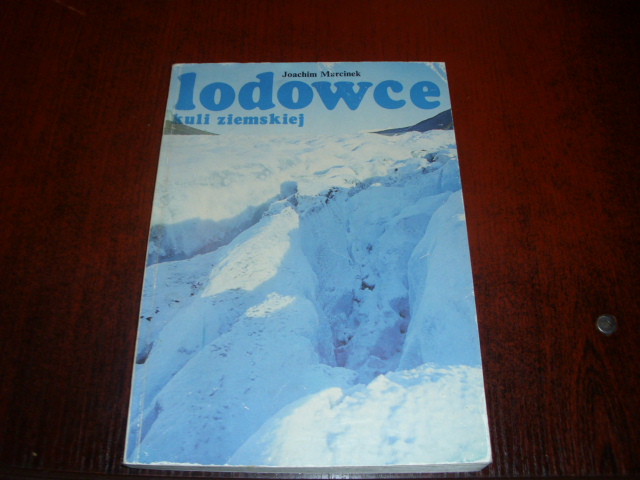 Joachim Marcinek
lodowce
kuli ziemskiej